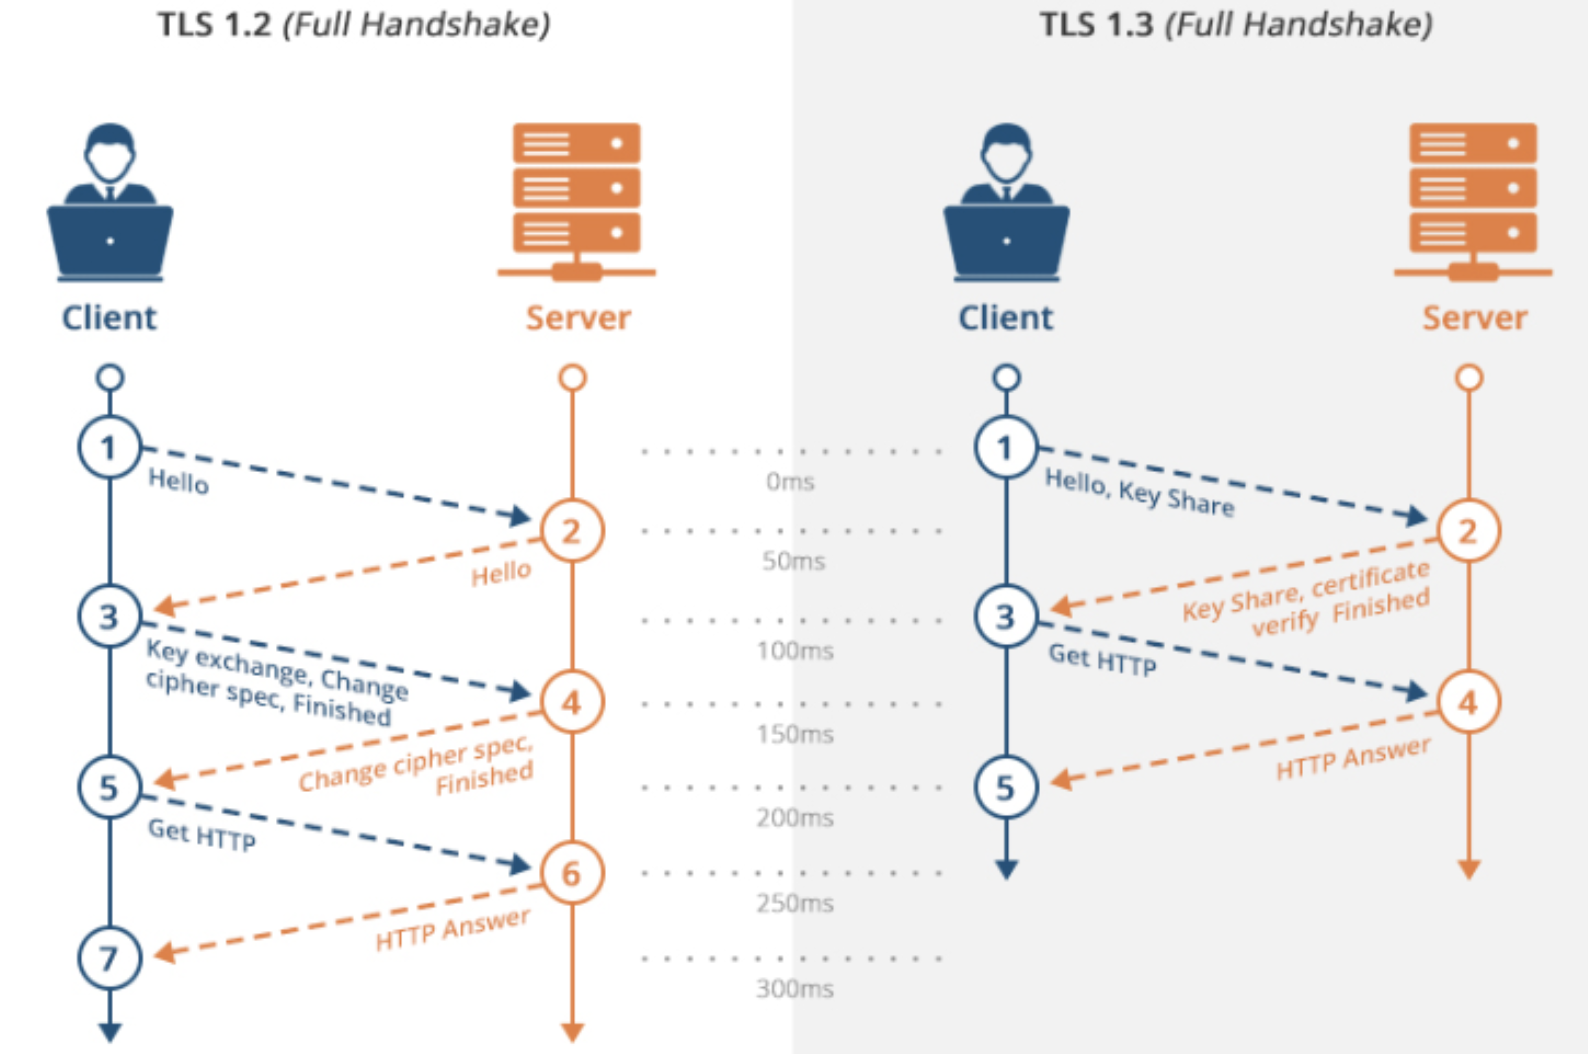 TLS 1.2 (Full Handshake)
Client
Server
1
Hello
2
Hello
3
Key exchange, Change
cipher spec, Finished
4
Change cipher spec,
Finished
5
Get HTTP
6
HTTP Answer
7
0ms
50ms
100ms
150ms
200ms
250ms
300ms
TLS 1.3 (Full Handshake)
Client
Server
1
Hello, Key Share
2
Key Share, certificate
verify Finished
3
Get HTTP
4
HTTP Answer
5